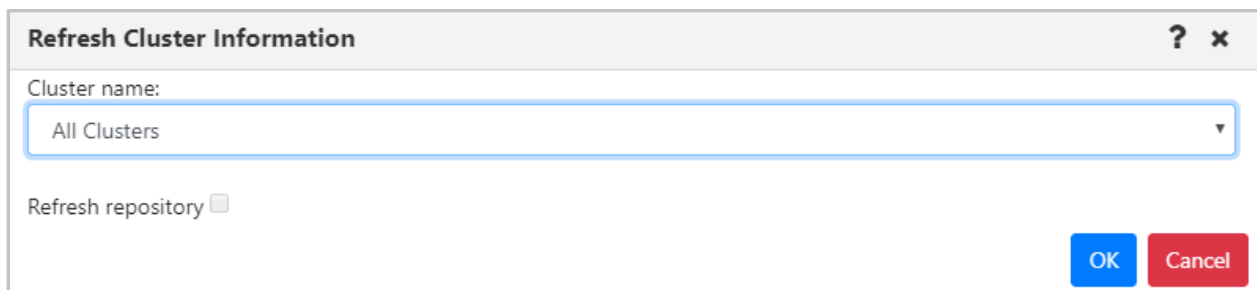 Refresh Cluster Information ? ×
Cluster name:
All Clusters
Refresh repository
OK Cancel